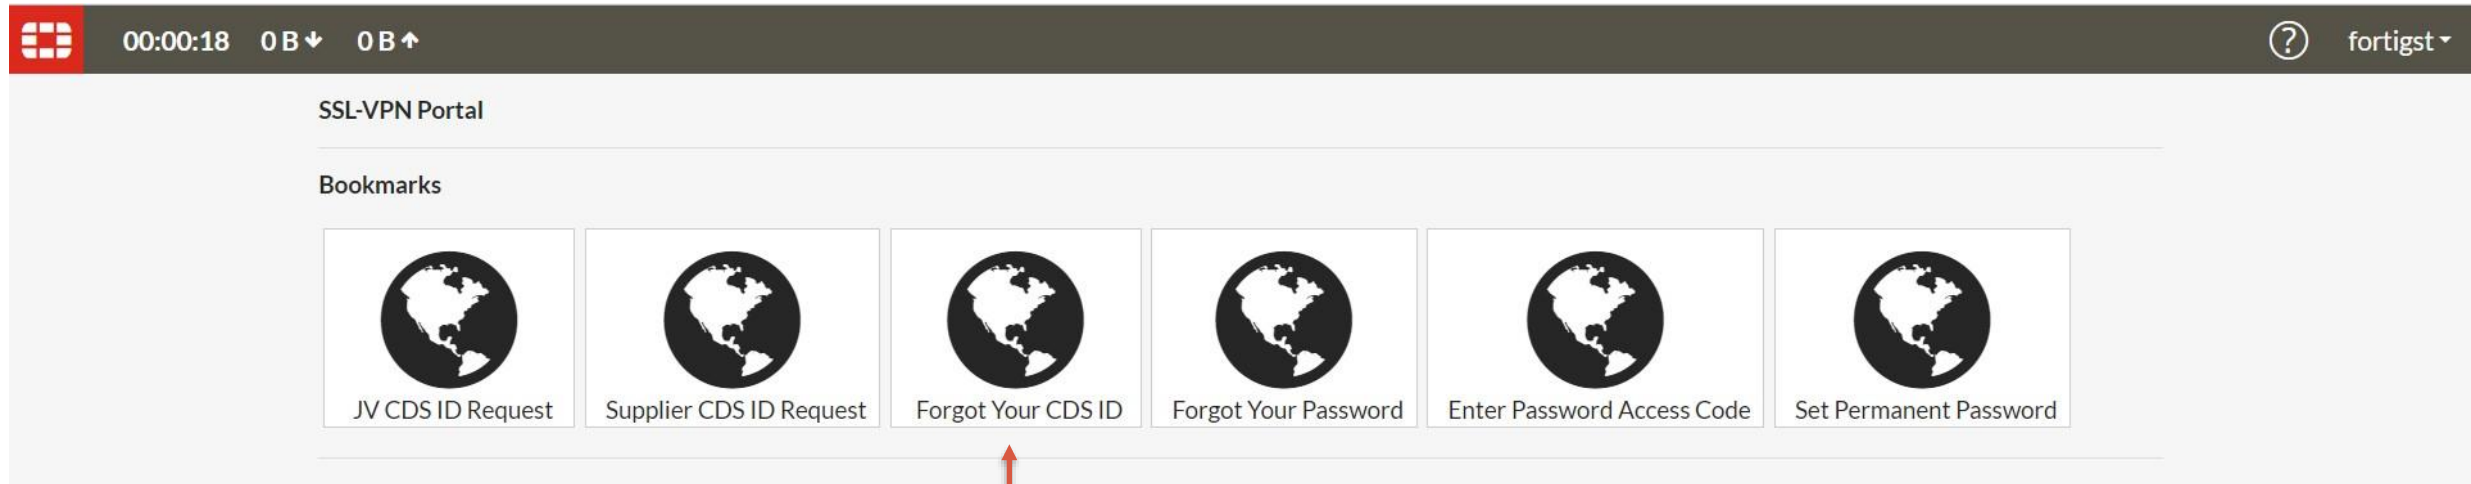 00:00:18 0 B 0 B ? fortigst
SSL-VPN Portal
Bookmarks
JV CDS ID Request Supplier CDS ID Request Forgot Your CDS ID Forgot Your Password Enter Password Access Code Set Permanent Password